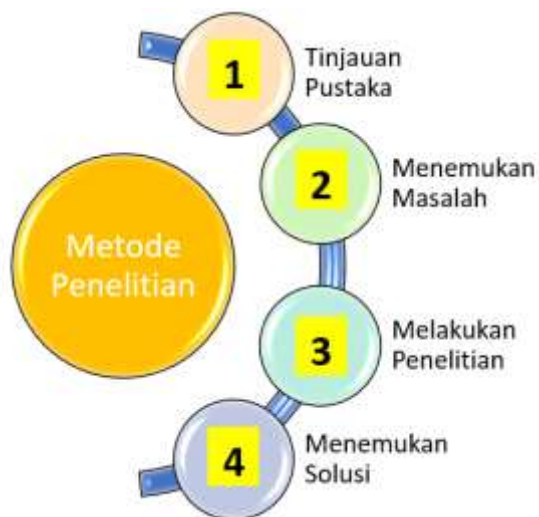 Metode
Penelitian
1
Tinjauan
Pustaka
2
Menemukan
Masalah
3
Melakukan
Penelitian
4
Menemukan
Solusi